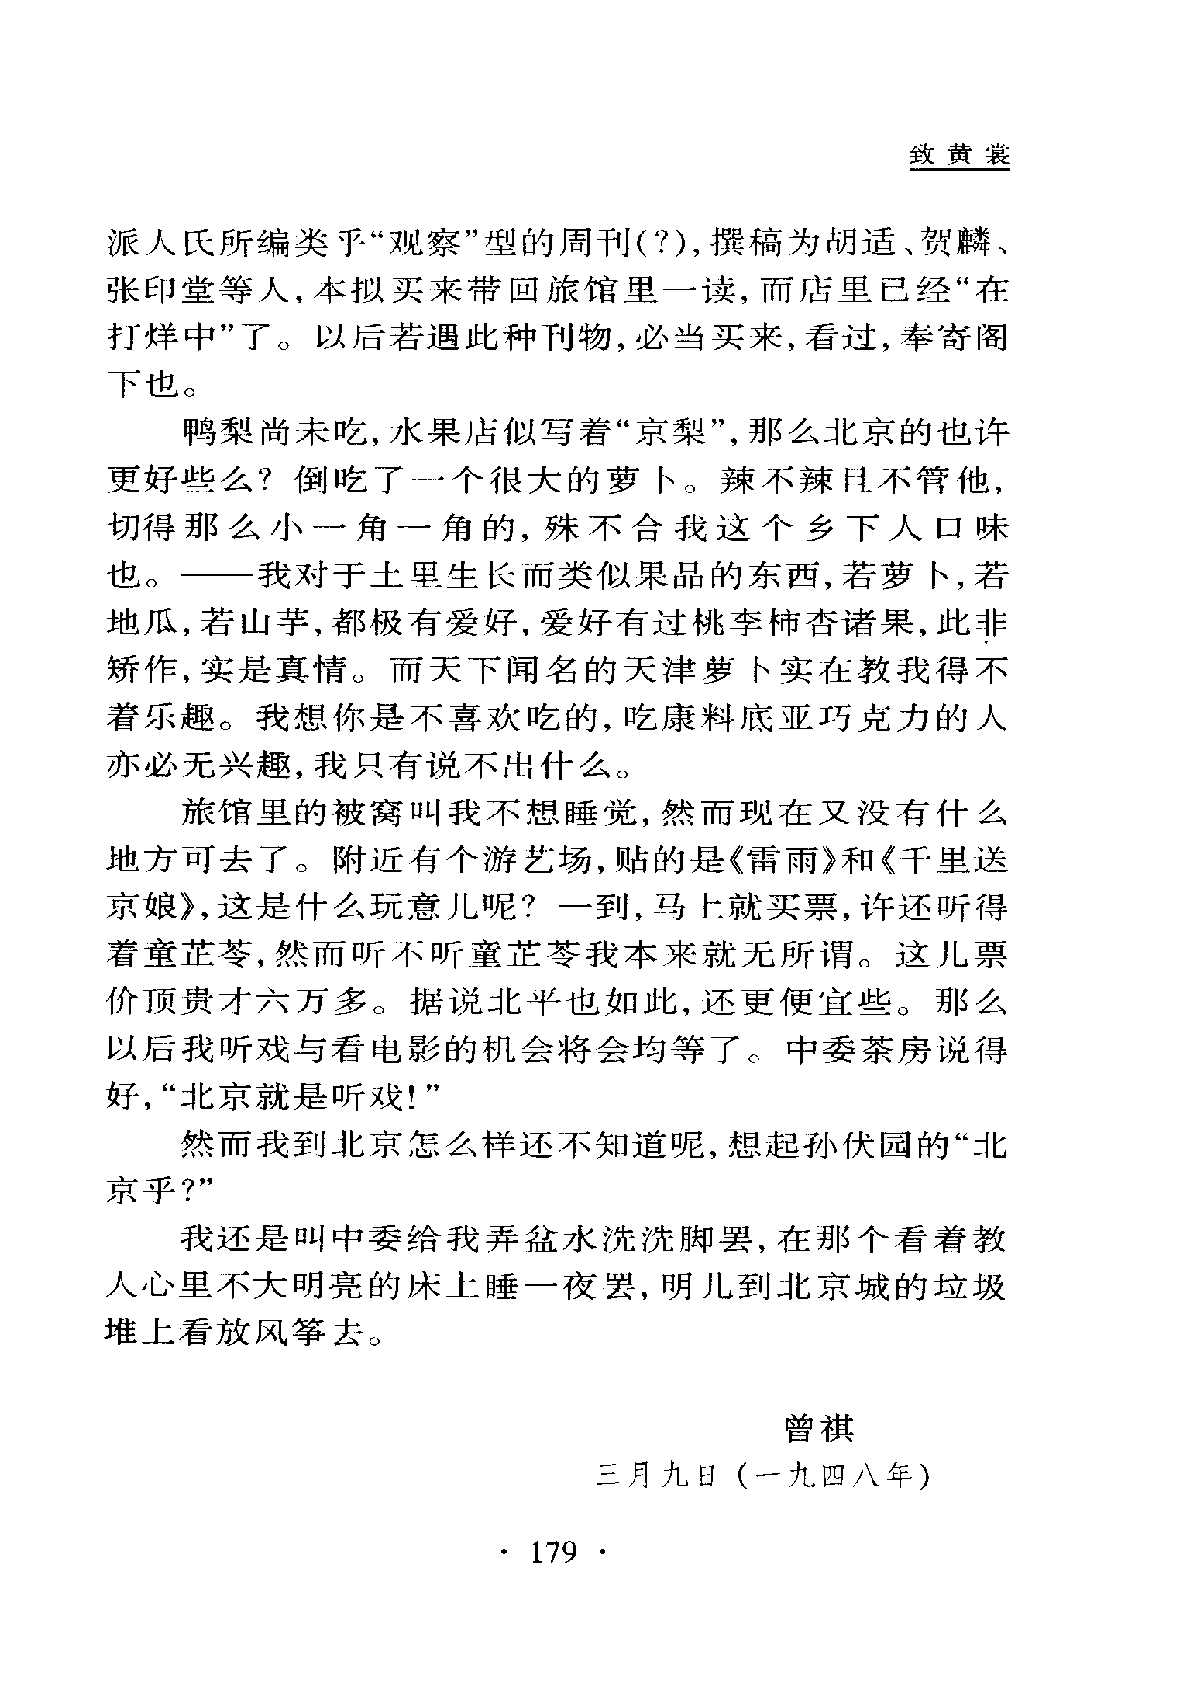 致黄裳
派人氏所编类乎“观察”型的周刊(?),撰稿为胡适、贺麟、
张印堂等人,本拟买来带回旅馆里一读,而店里已经“在
打烊中”了。以后若遇此种刊物,必当买来,看过,奉寄阁
下也。
鸭梨尚未吃,水果店似写着“京梨”,那么北京的也许
更好些么?倒吃了一个很大的萝卜。辣不辣且不管他,
切得那么小一角一角的,殊不合我这个乡下人口味
也。——我对于土里生长而类似果品的东西,若萝卜,若
地瓜,若山芋,都极有爱好,爱好有过桃李柿杏诸果,此非
矫作,实是真情。而天下闻名的天津萝卜实在教我得不
着乐趣。我想你是不喜欢吃的,吃康料底亚巧克力的人
亦必无兴趣,我只有说不出什么。
旅馆里的被窝叫我不想睡觉,然而现在又没有什么
地方可去了。附近有个游艺场,贴的是《雷雨》和《千里送
京娘》,这是什么玩意儿呢?一到,马上就买票,许还听得
着童芷苓,然而听不听童芷苓我本来就无所谓。这儿票
价顶贵才六万多。据说北平也如此,还更便宜些。那么
以后我听戏与看电影的机会将会均等了。中委茶房说得
好,“北京就是听戏!”
然而我到北京怎么样还不知道呢,想起孙伏园的“北
京乎?”
我还是叫中委给我弄盆水洗洗脚罢,在那个看着教
人心里不大明亮的床上睡一夜罢,明儿到北京城的垃圾
堆上看放风筝去。
曾祺
三月九日(一九四八年)
· 179 ·